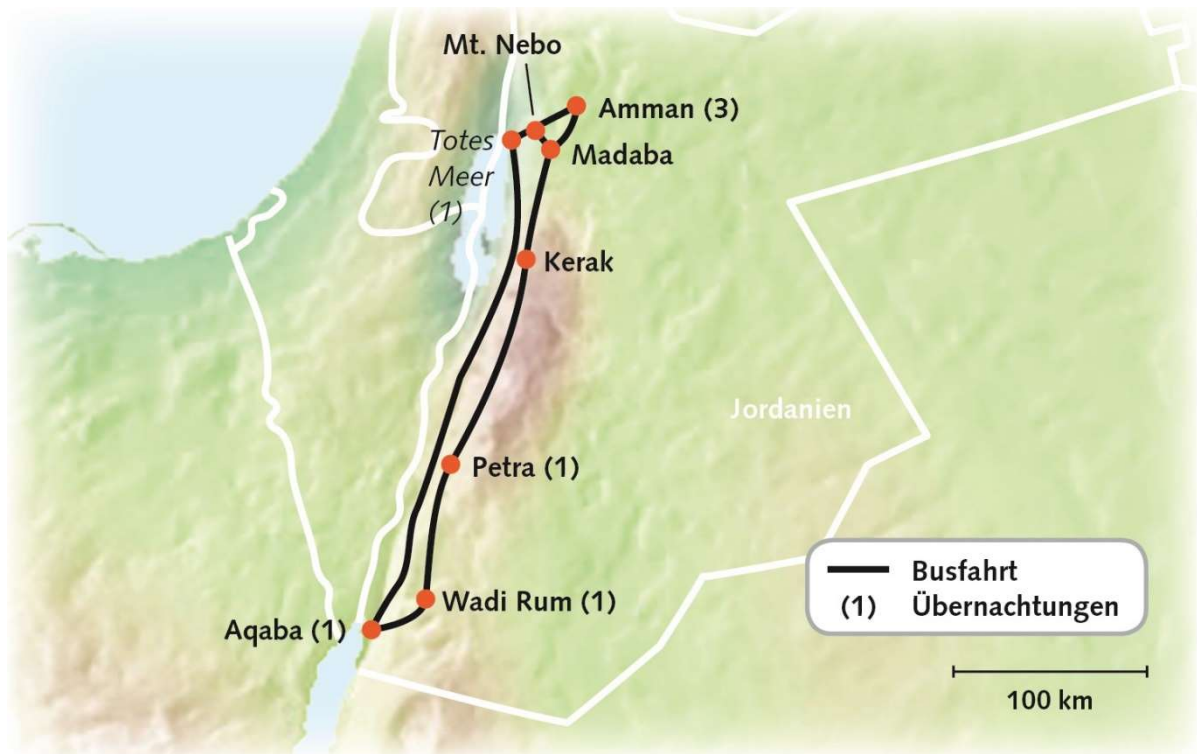 Mt. Nebo
Amman (3)
Totes
Meer
(1)
Madaba
Kerak
Jordanien
Petra (1)
Wadi Rum (1)
Aqaba (1)
Busfahrt
(1) Übernachtungen
100 km